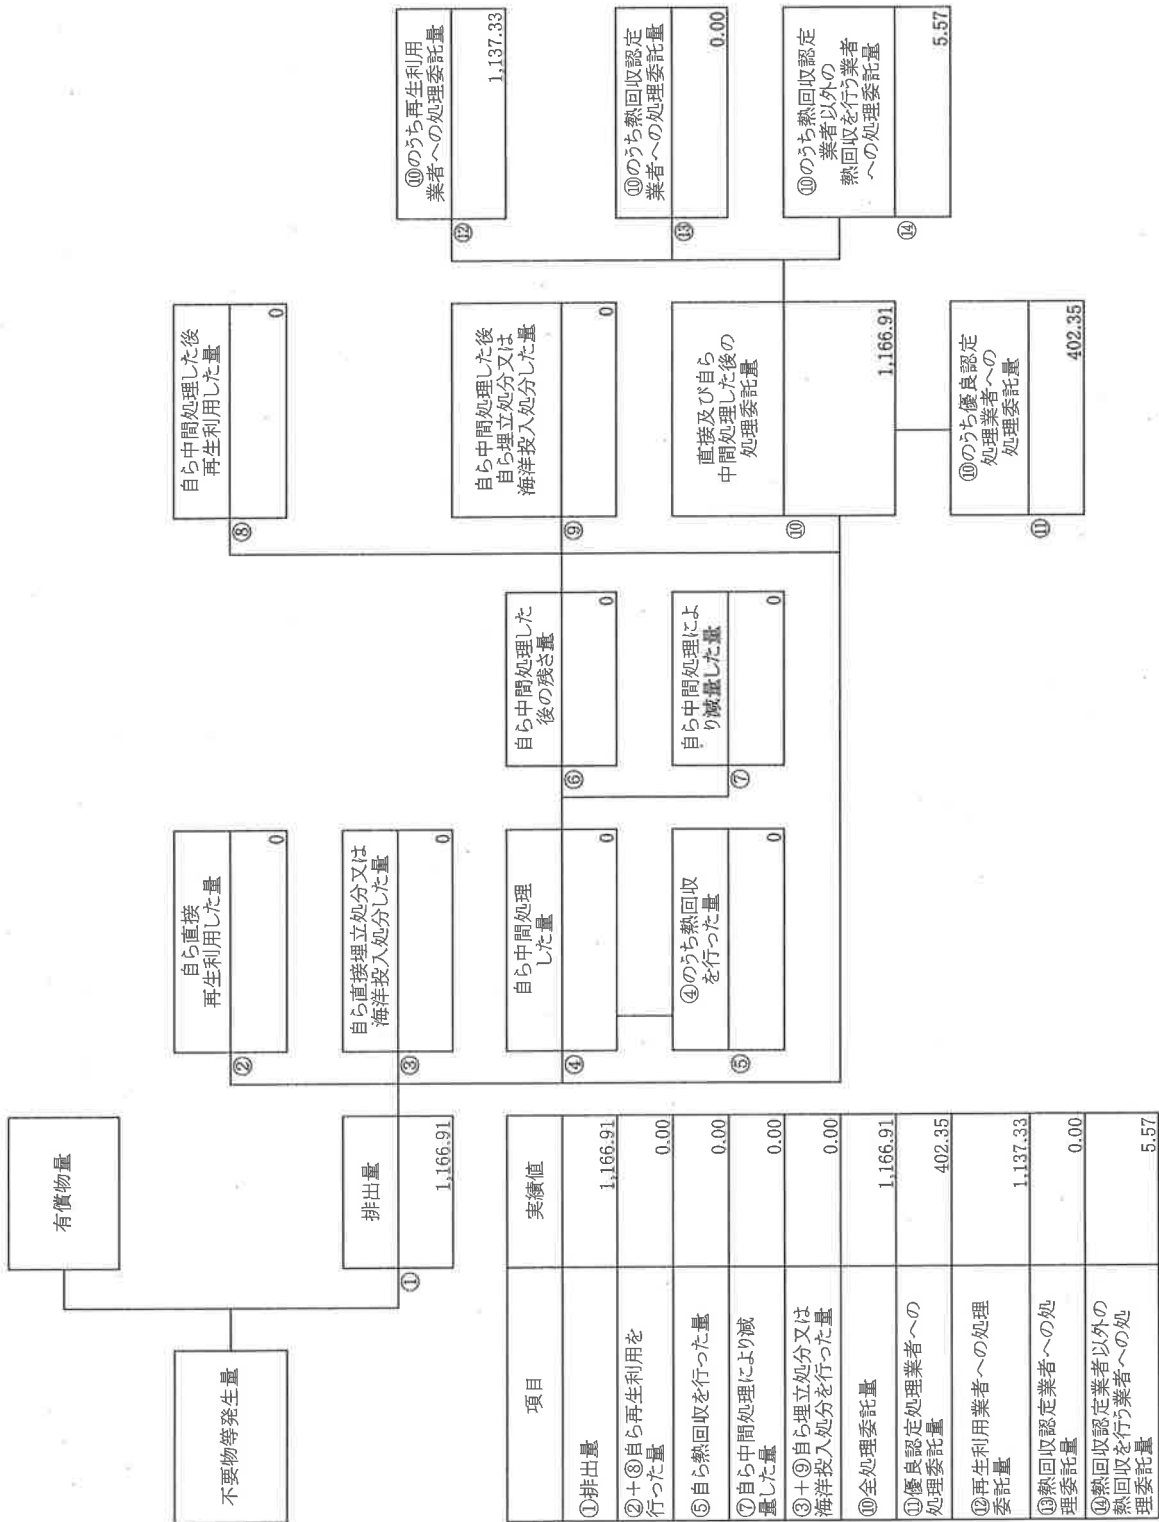 不要物等発生量
有償物量
排出量
①
1,166.91
自ら直接
再生利用した量
②
0
自ら直接埋立処分又は
海洋投入処分した量
③
0
自ら中間処理
した量
④
0
④のうち熱回収
を行った量
⑤
0
自ら中間処理した
後の残さ量
⑥
0
自ら中間処理によ
り減量した量
⑦
0
自ら中間処理した後
再生利用した量
⑧
0
自ら中間処理した後
自ら埋立処分又は
海洋投入処分した量
⑨
0
直接及び自ら
中間処理した後の
処理委託量
⑩
1,166.91
⑩のうち優良認定
処理業者への
処理委託量
⑪
402.35
⑩のうち再生利用
業者への処理委託量
⑫
1,137.33
⑩のうち熱回収認定
業者への処理委託量
⑬
0.00
⑩のうち熱回収認定
業者以外の
熱回収を行う業者
への処理委託量
⑭
5.57
項目 実績値
①排出量 1,166.91
②+⑧自ら再生利用を
行った量 0.00
⑤自ら熱回収を行った量 0.00
⑦自ら中間処理により減
量した量 0.00
③+⑨自ら埋立処分又は
海洋投入処分を行った量 0.00
⑩全処理委託量 1,166.91
⑪優良認定処理業者への
処理委託量 402.35
⑫再生利用業者への処理
委託量 1,137.33
⑬熱回収認定業者への処
理委託量 0.00
⑭熱回収認定業者以外の
熱回収を行う業者への処
理委託量 5.57